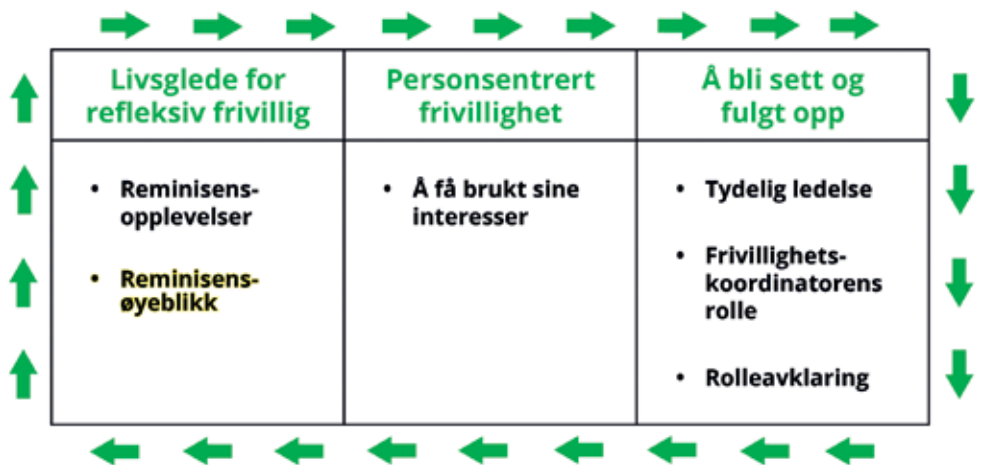 Livsglede for
refleksiv frivillig
Personsentrert
frivillighet
Å bli sett og
fulgt opp
• Reminisens-
opplevelser
• Reminisens-
øyeblikk
• Å få brukt sine
interesser
• Tydelig ledelse
• Frivillighets-
koordinatorens
rolle
• Rolleavklaring